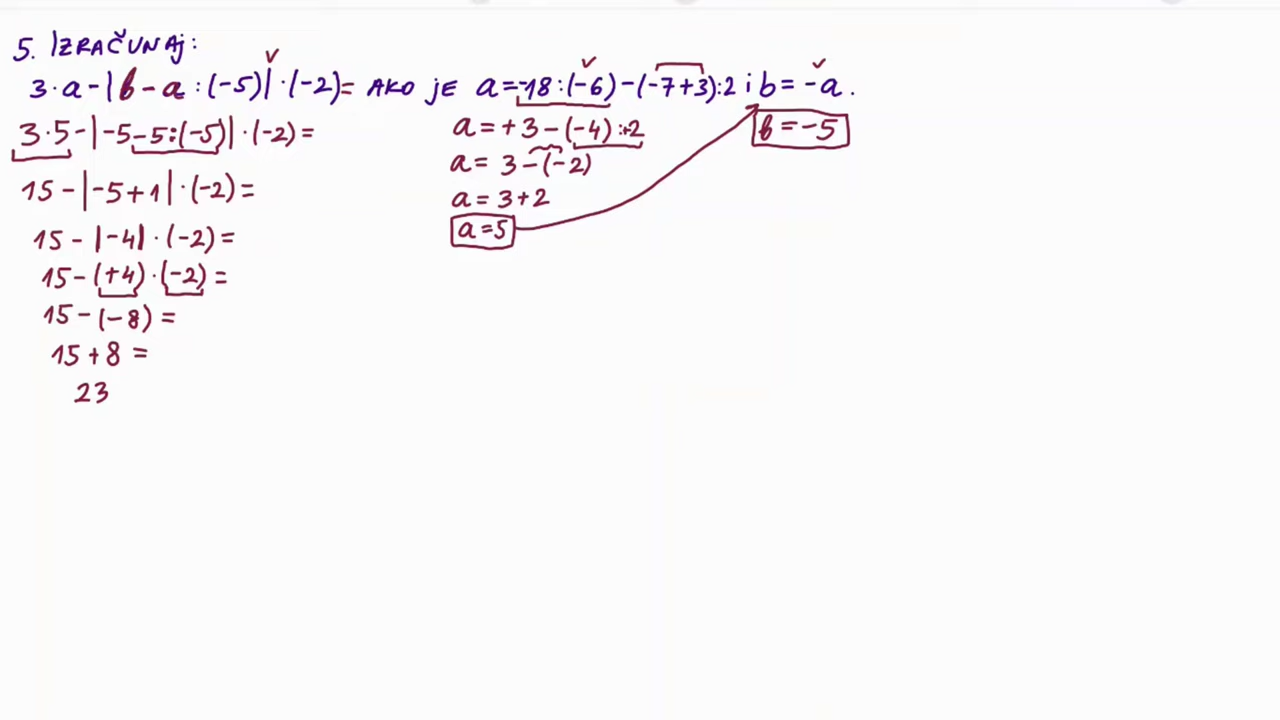 5. IZRAČUNAJ:
3·a-|b-a:(-5)|·(-2)= AKO JE a=-18:(-6)-(-7+3):2 i b=-a.
3·5-|-5-5:(-5)|·(-2)=
15-|-5+1|·(-2)=
15-|-4|·(-2)=
15-(+4)·(-2)=
15-(-8)=
15+8=
23
a=+3-(-4):+2
a=3-(-2)
a=3+2
a=5
b=-5